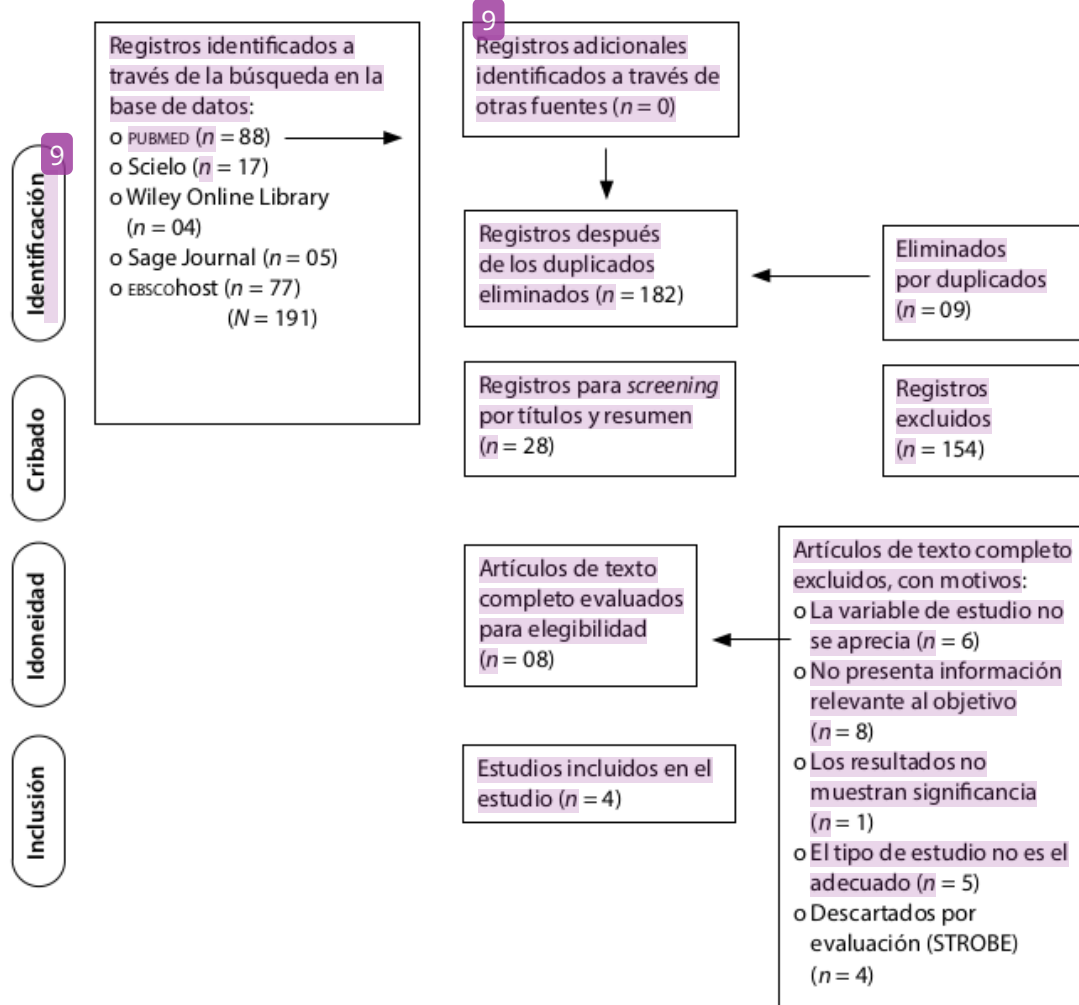 9
Registros identificados a
través de la búsqueda en la
base de datos:
o PUBMED (n = 88)
o Scielo (n = 17)
o Wiley Online Library
(n = 04)
o Sage Journal (n = 05)
o EBSCOhost (n = 77)
(N = 191)
9
Registros adicionales
identificados a través de
otras fuentes (n = 0)
Identificación
Registros después
de los duplicados
eliminados (n = 182)
Eliminados
por duplicados
(n = 09)
Cribado
Registros para screening
por títulos y resumen
(n = 28)
Registros
excluidos
(n = 154)
Idoneidad
Artículos de texto
completo evaluados
para elegibilidad
(n = 08)
Artículos de texto completo
excluidos, con motivos:
o La variable de estudio no
se aprecia (n = 6)
o No presenta información
relevante al objetivo
(n = 8)
o Los resultados no
muestran significancia
(n = 1)
o El tipo de estudio no es el
adecuado (n = 5)
o Descartados por
evaluación (STROBE)
(n = 4)
Inclusión
Estudios incluidos en el
estudio (n = 4)